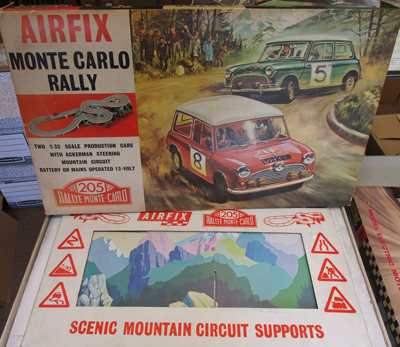 AIRFIX
MONTE CARLO
RALLY
TWO 1:32 SCALE PRODUCTION CARS
WITH ACKERMAN STEERING
MOUNTAIN CIRCUIT
BATTERY OR MAINS OPERATED 12-VOLT
205
RALLYE MONTE-CARLO
5
8
AIRFIX
205
RALLYE MONTE-CARLO
SCENIC MOUNTAIN CIRCUIT SUPPORTS